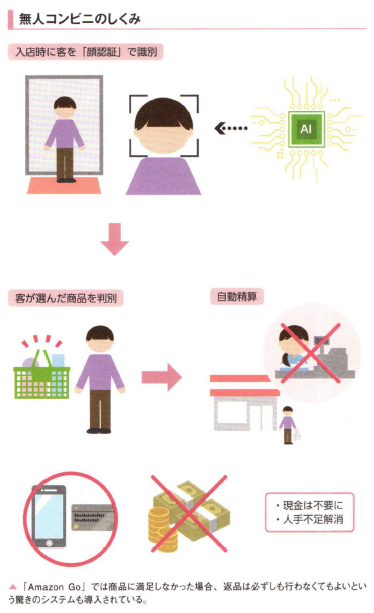 無人コンビニのしくみ
入店時に客を「顔認証」で識別
AI
客が選んだ商品を判別
自動精算
・現金は不要に
・人手不足解消
▲ 「Amazon Go」では商品に満足しなかった場合、返品は必ずしも行わなくてもよいとい
う驚きのシステムも導入されている。